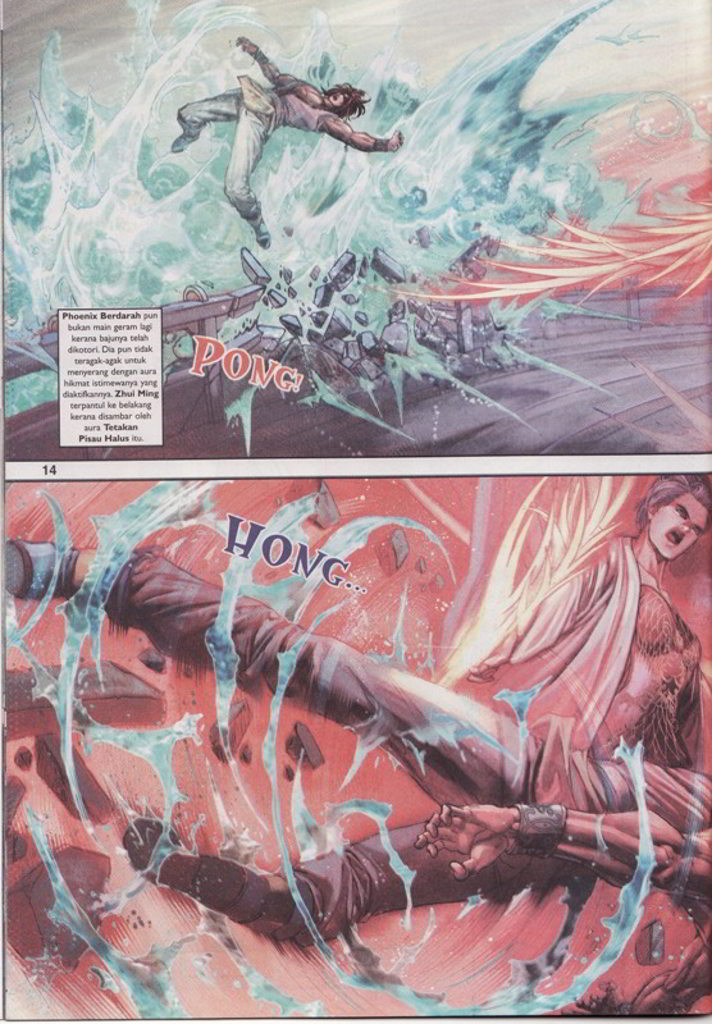 Phoenix Berdarah pun
bukan main geram lagi
kerana bajunya telah
dikotori. Dia pun tidak
teragak-agak untuk
menyerang dengan aura
hikmat istimewanya yang
diaktifkannya. Zhui Ming
terpantul ke belakang
kerana disambar oleh
aura Tetakan
Pisau Halus itu.
PONG!
14
HONG...